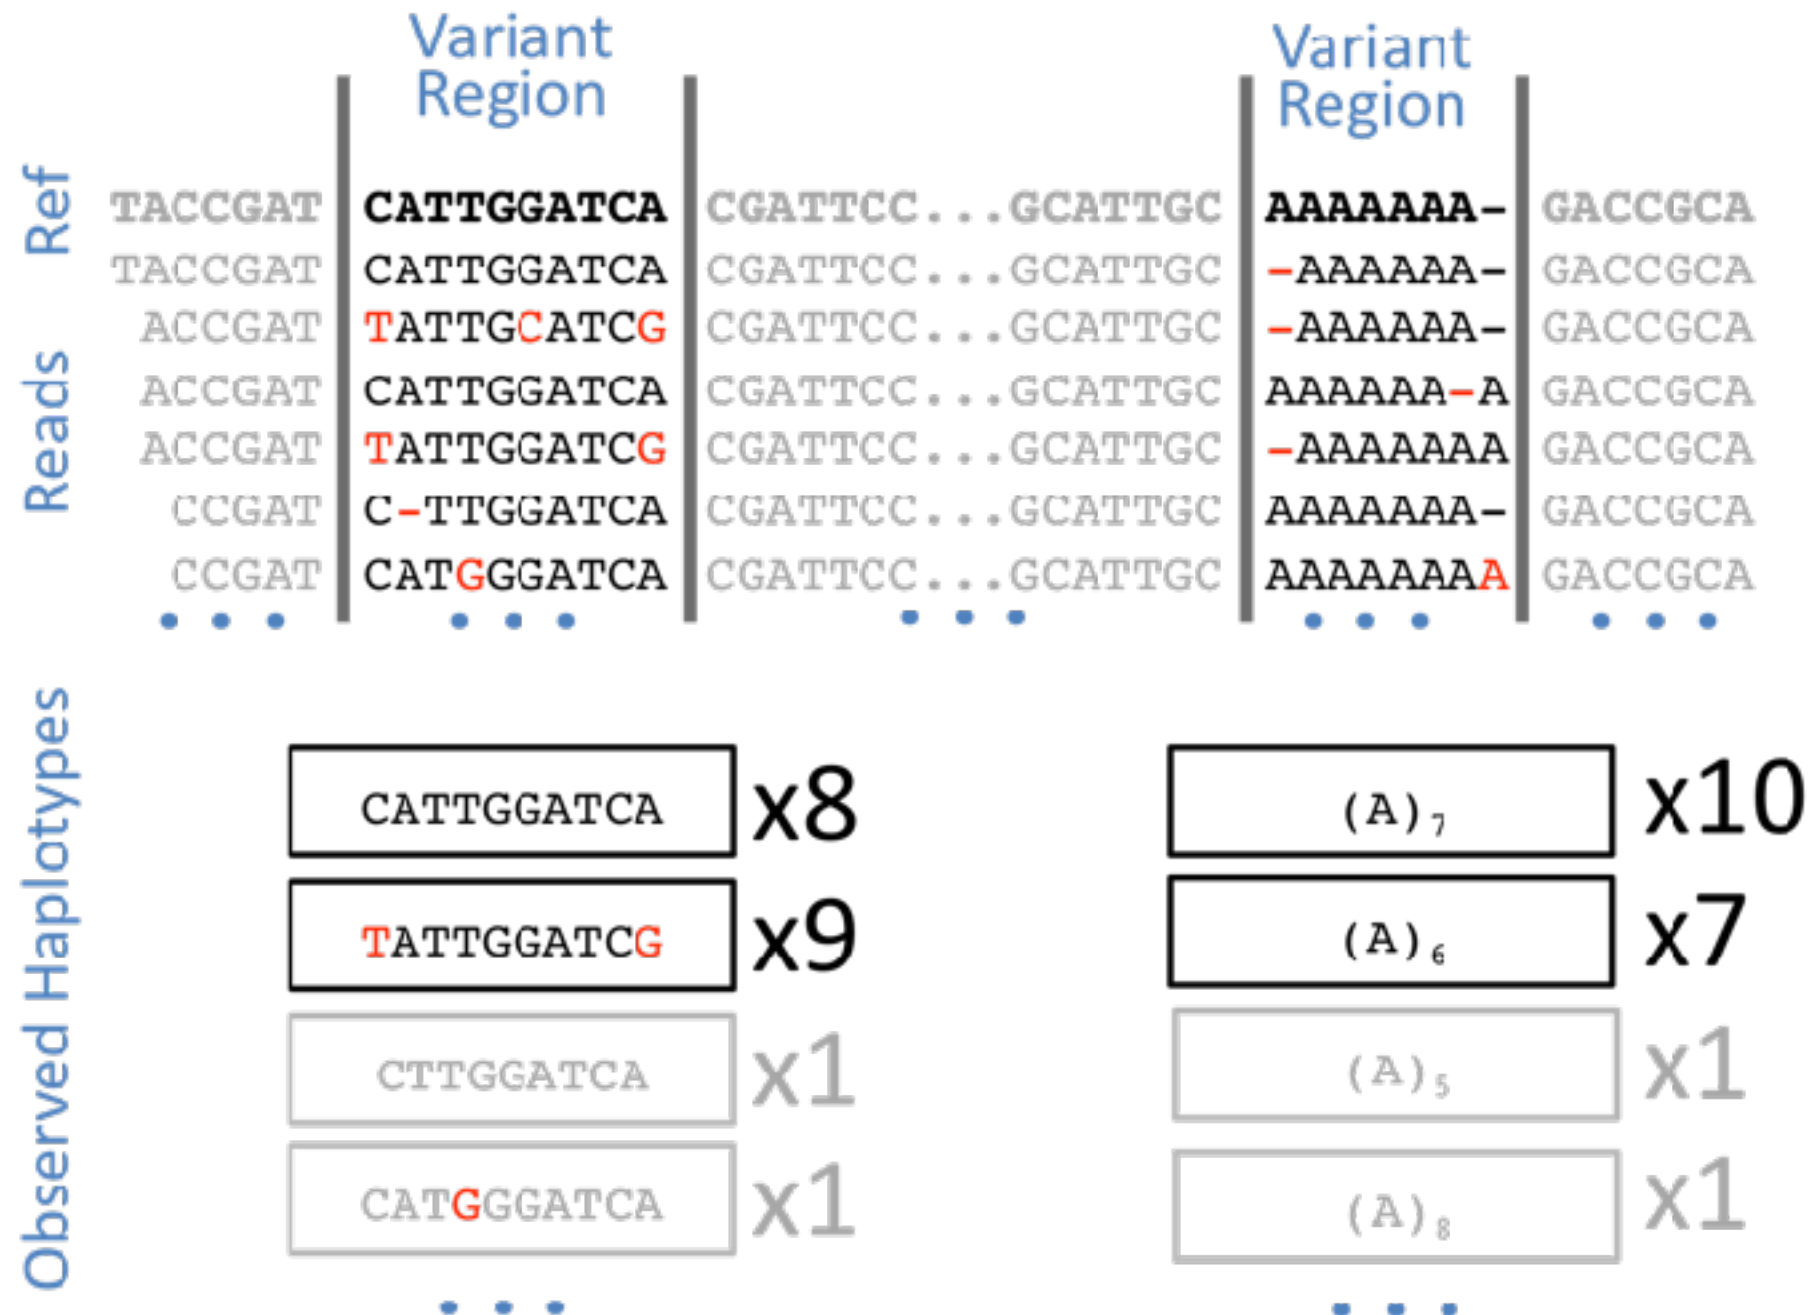 Variant Region Variant Region
Ref TACCGAT CATTGGATCA CGATTCC...GCATTGC AAAAAAA- GACCGCA
Reads
TACCGAT CATTGGATCA CGATTCC...GCATTGC -AAAAAA- GACCGCA
ACCGAT TATTGCATCG CGATTCC...GCATTGC -AAAAAA- GACCGCA
ACCGAT CATTGGATCA CGATTCC...GCATTGC AAAAAA-A GACCGCA
ACCGAT TATTGGATCG CGATTCC...GCATTGC -AAAAAAA GACCGCA
CCGAT C-TTGGATCA CGATTCC...GCATTGC AAAAAAA- GACCGCA
CCGAT CATGGGATCA CGATTCC...GCATTGC AAAAAAAA GACCGCA
... ... ... ... ...
Observed Haplotypes
CATTGGATCA x8 (A)₇ x10
TATTGGATCG x9 (A)₆ x7
CTTGGATCA x1 (A)₅ x1
CATGGGATCA x1 (A)₈ x1
... ...